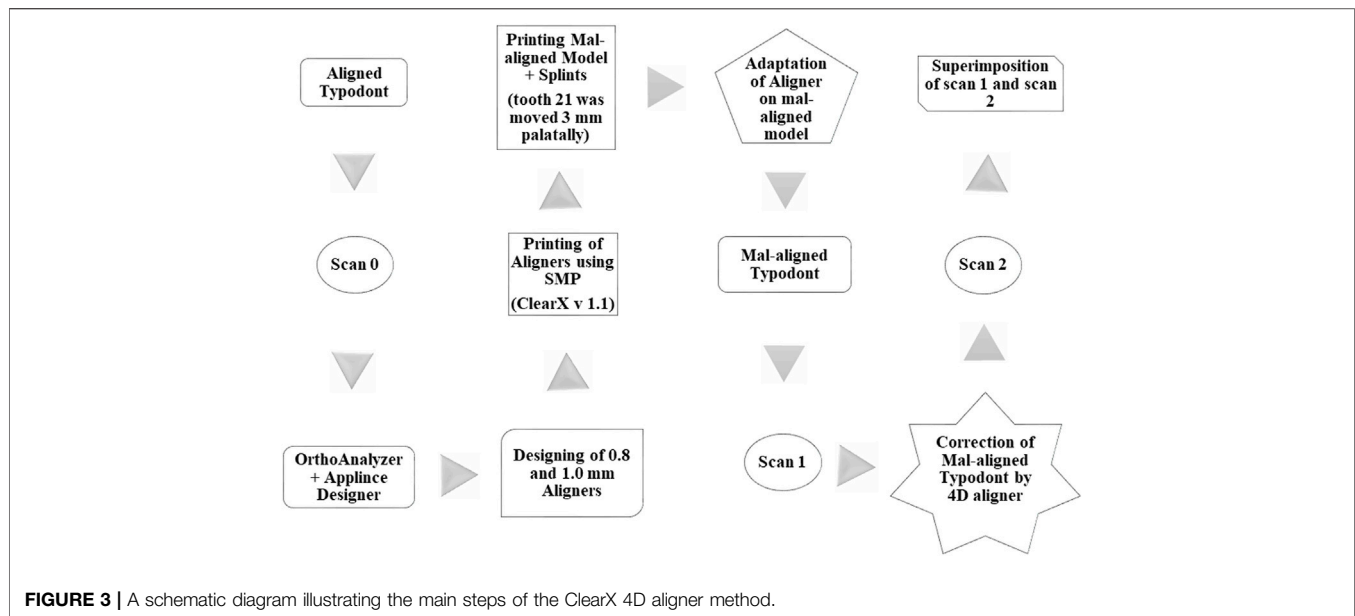 Aligned
Typodont
Scan 0
OrthoAnalyzer
+ Applince
Designer
Designing of 0.8
and 1.0 mm
Aligners
Printing of
Aligners using
SMP
(ClearX v 1.1)
Printing Mal-
aligned Model
+ Splints
(tooth 21 was
moved 3 mm
palatally)
Adaptation
of Aligner
on mal-
aligned
model
Mal-aligned
Typodont
Scan 1
Correction of
Mal-aligned
Typodont by
4D aligner
Scan 2
Superimposition
of scan 1 and scan
2
FIGURE 3 | A schematic diagram illustrating the main steps of the ClearX 4D aligner method.